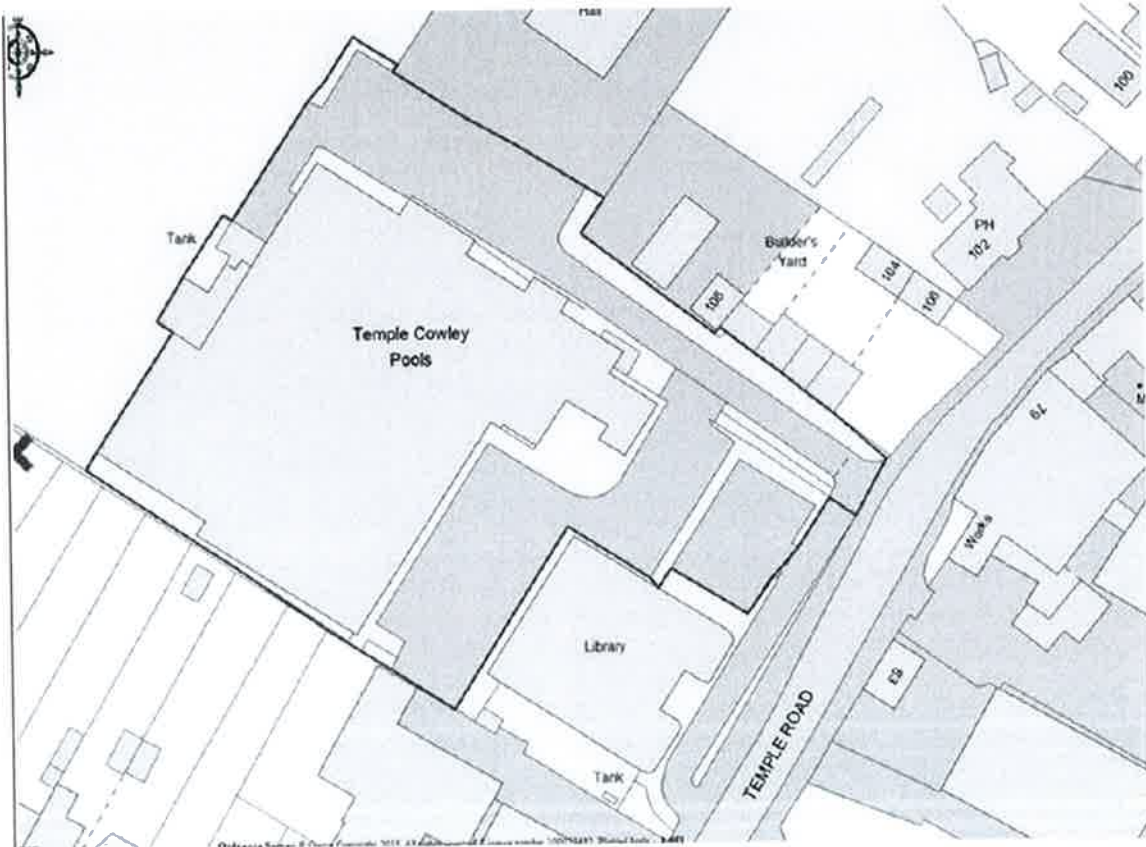 Hall
100
Tank
PH
102
Builder's
Yard
104
106
108
Temple Cowley
Pools
79
Works
Library
83
TEMPLE ROAD
Tank